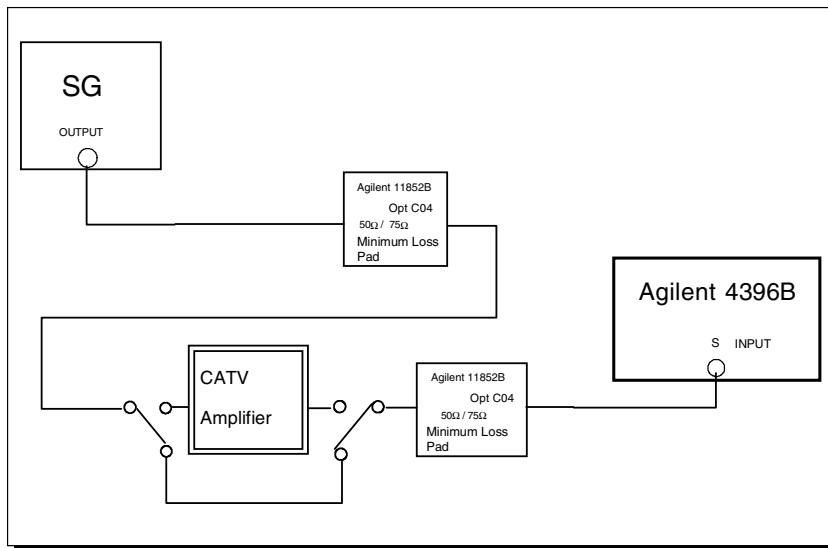 SG
OUTPUT
Agilent 11852B
Opt C04
50Ω / 75Ω
Minimum Loss
Pad
Agilent 4396B
S INPUT
CATV
Amplifier
Agilent 11852B
Opt C04
50Ω / 75Ω
Minimum Loss
Pad